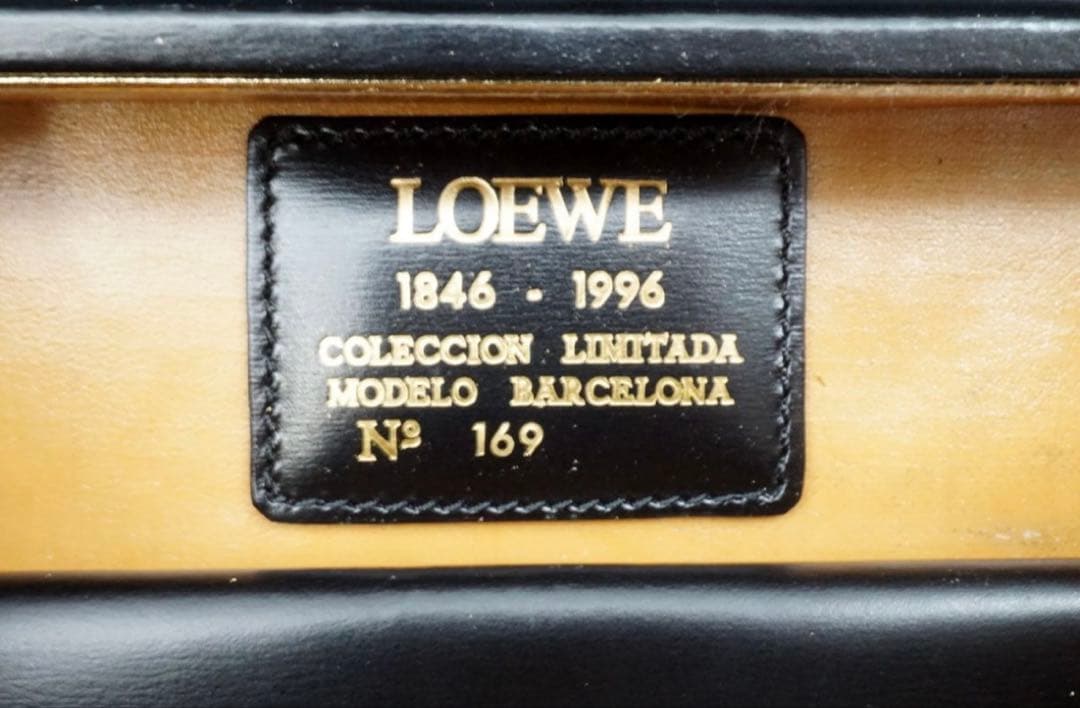 LOEWE
1846 - 1996
COLECCION LIMITADA
MODELO BARCELONA
Nº 169